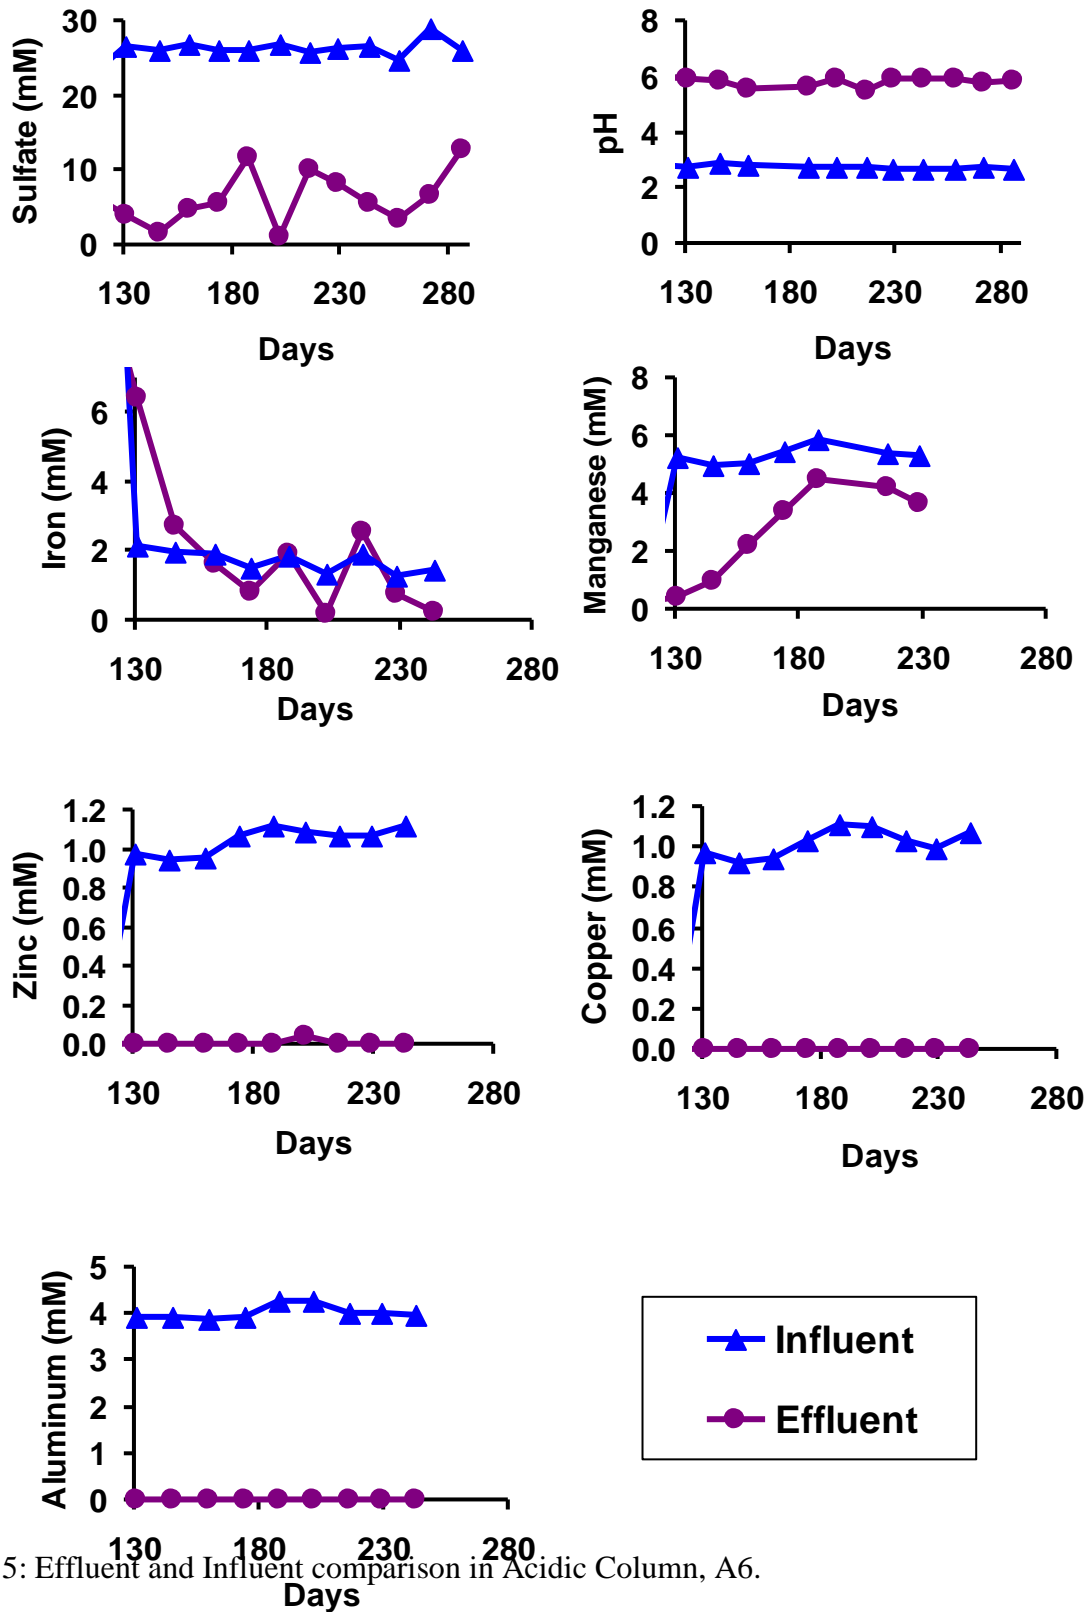 Sulfate (mM)
30
20
10
0
130 180 230 280
Days
pH
8
6
4
2
0
130 180 230 280
Days
Iron (mM)
6
4
2
0
130 180 230 280
Days
Manganese (mM)
8
6
4
2
0
130 180 230 280
Days
Zinc (mM)
1.2
1.0
0.8
0.6
0.4
0.2
0.0
130 180 230 280
Days
Copper (mM)
1.2
1.0
0.8
0.6
0.4
0.2
0.0
130 180 230 280
Days
Aluminum (mM)
5
4
3
2
1
0
130 180 230 280
Days
Influent
Effluent
5: Effluent and Influent comparison in Acidic Column, A6.